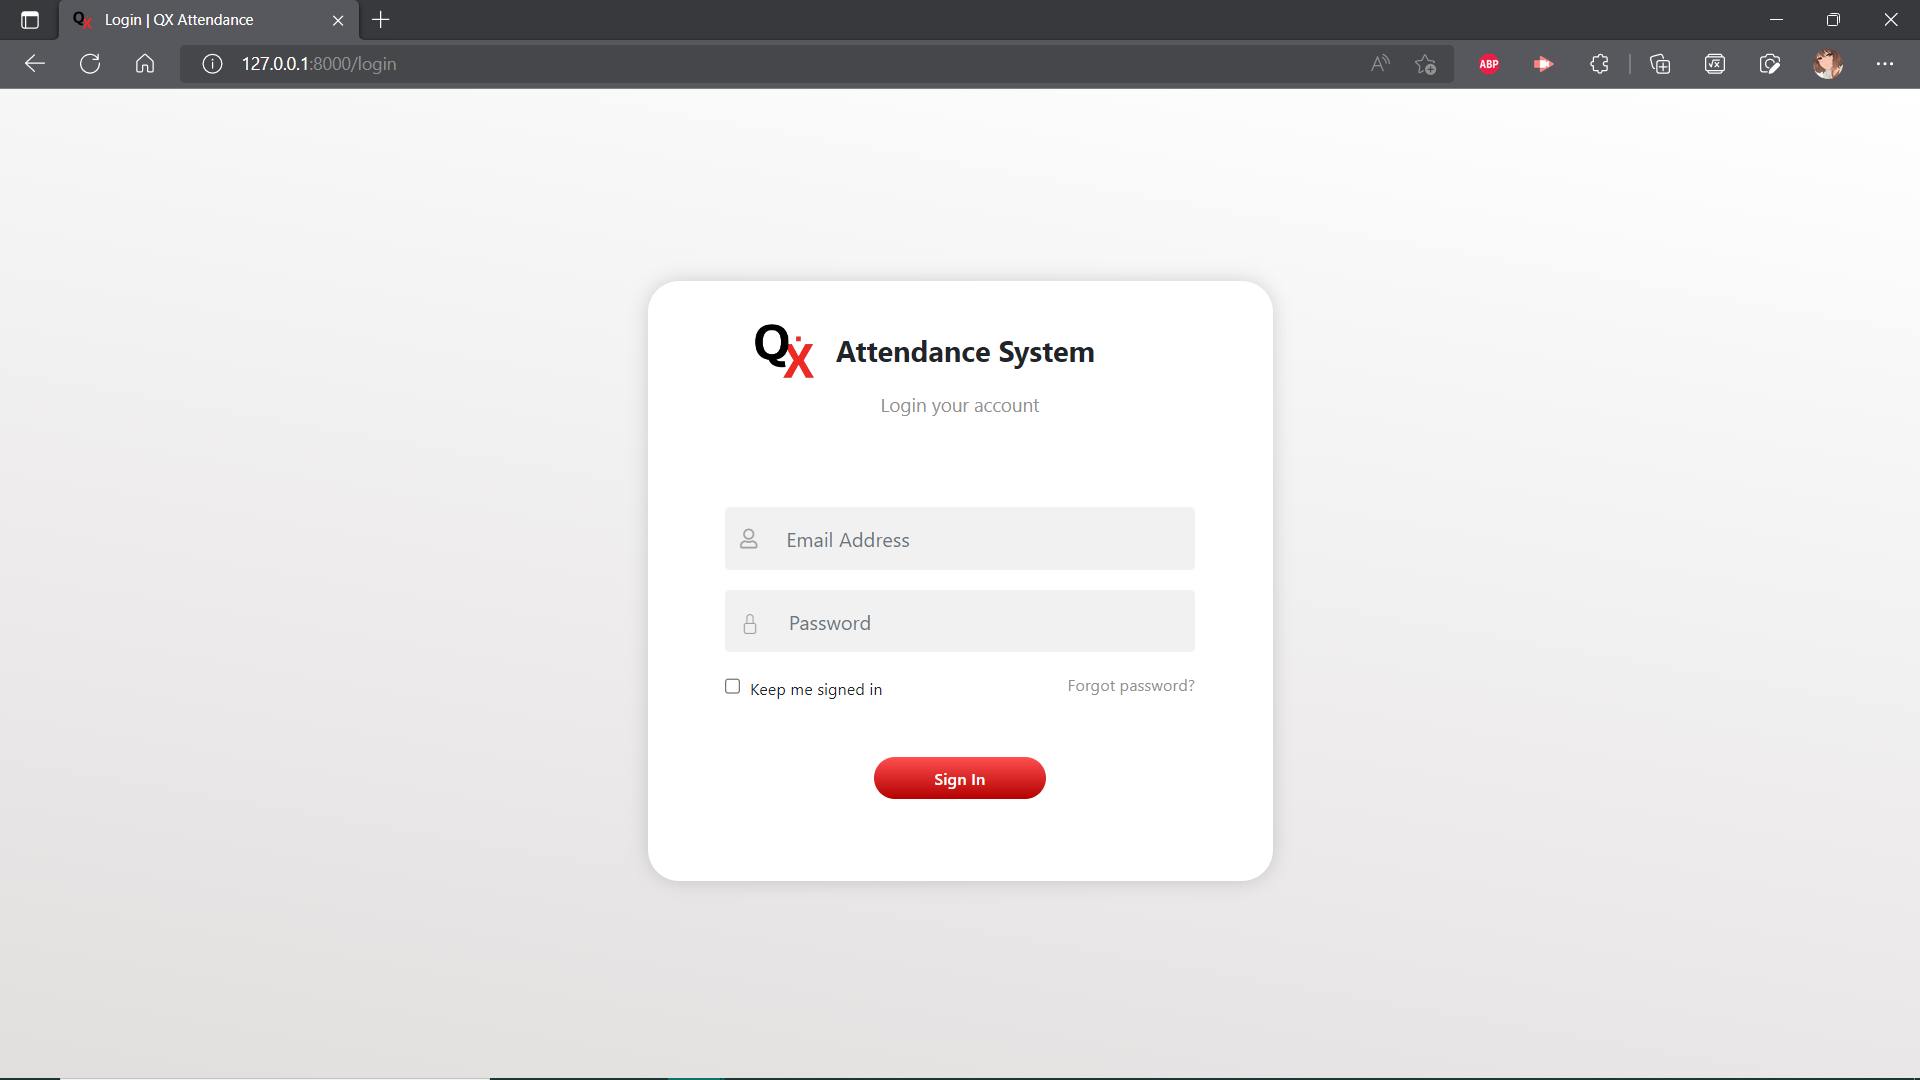 Login | QX Attendance
127.0.0.1:8000/login
ABP
QX Attendance System
Login your account
Email Address
Password
Keep me signed in
Forgot password?
Sign In